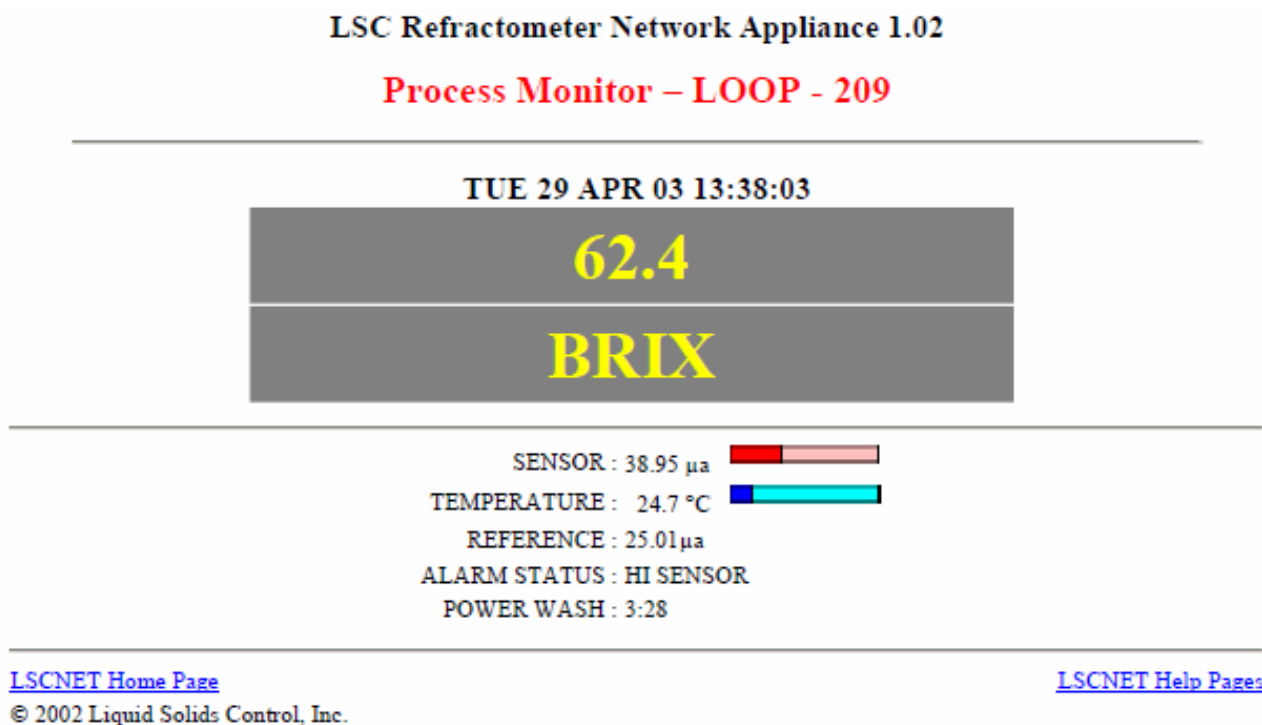 LSC Refractometer Network Appliance 1.02
Process Monitor – LOOP - 209
TUE 29 APR 03 13:38:03
62.4
BRIX
SENSOR : 38.95 µa
TEMPERATURE : 24.7 °C
REFERENCE : 25.01µa
ALARM STATUS : HI SENSOR
POWER WASH : 3:28
LSCNET Home Page LSCNET Help Pages
© 2002 Liquid Solids Control, Inc.